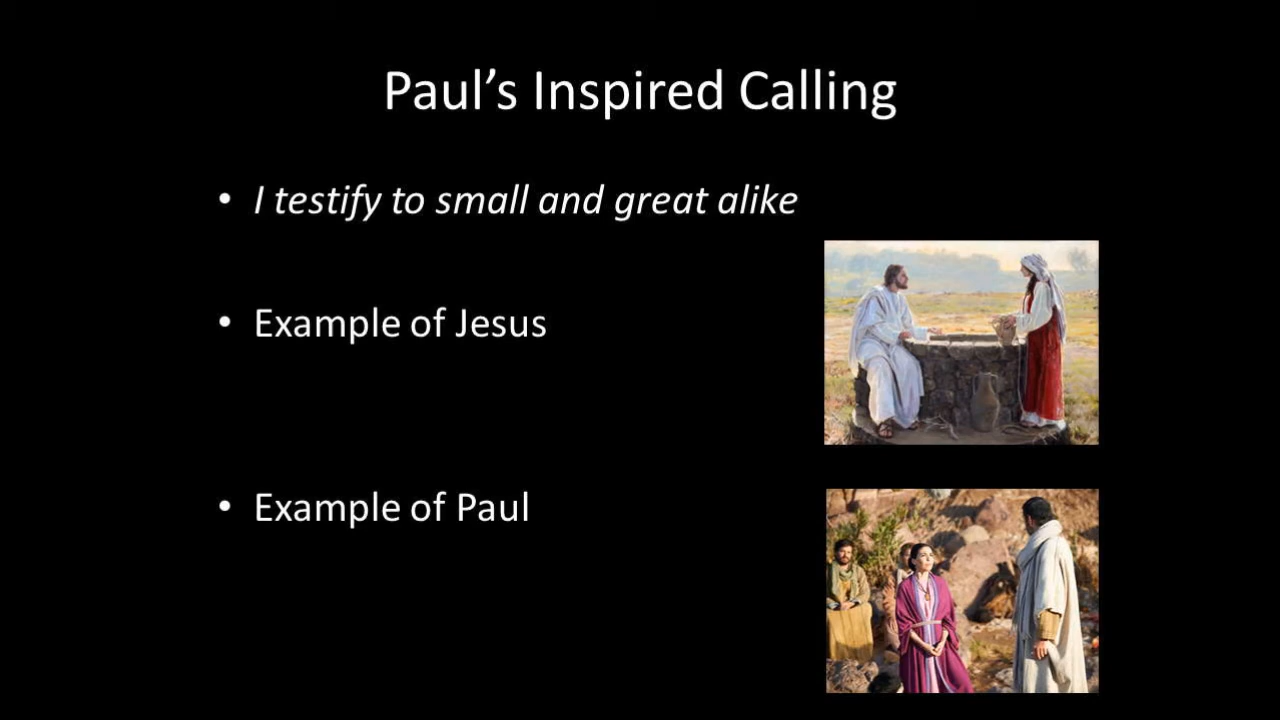 Paul’s Inspired Calling
• I testify to small and great alike
• Example of Jesus
• Example of Paul